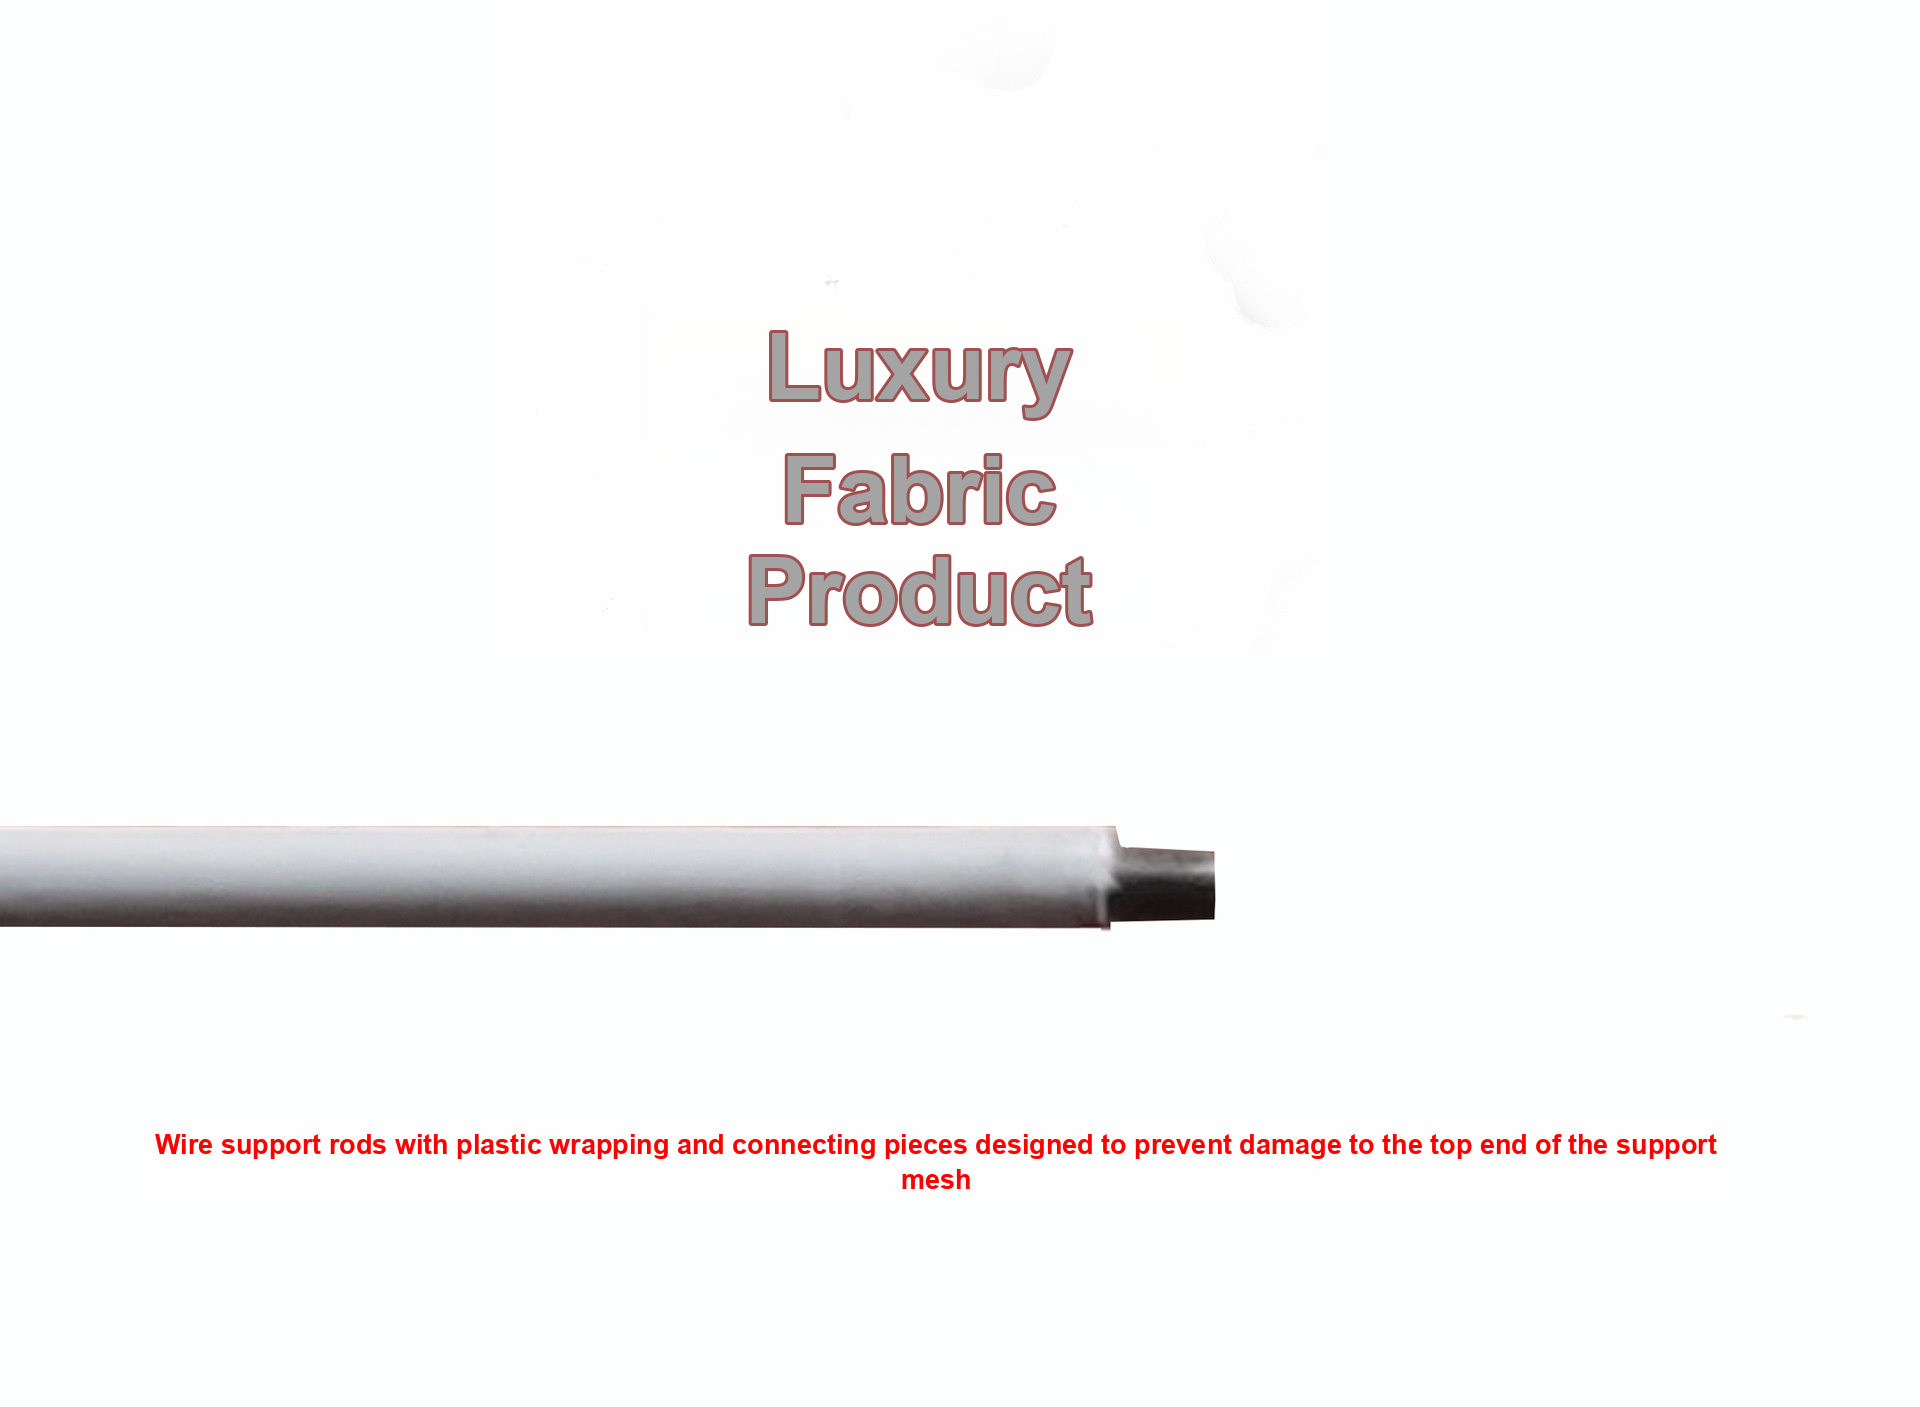 Luxury
Fabric
Product
Wire support rods with plastic wrapping and connecting pieces designed to prevent damage to the top end of the support
mesh